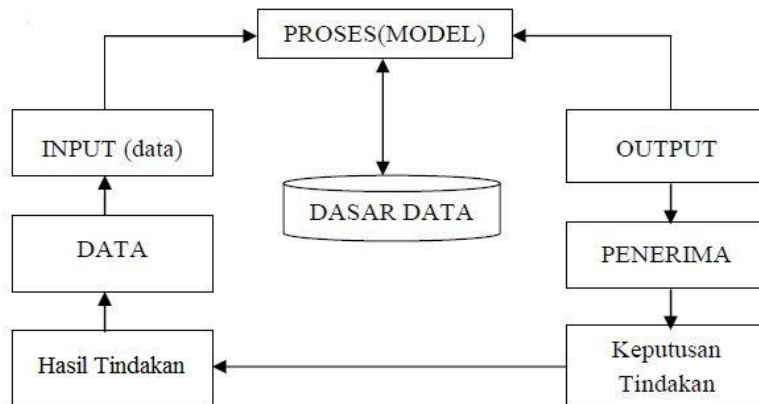 PROSES(MODEL)
INPUT (data)
OUTPUT
DASAR DATA
DATA
PENERIMA
Hasil Tindakan
Keputusan
Tindakan